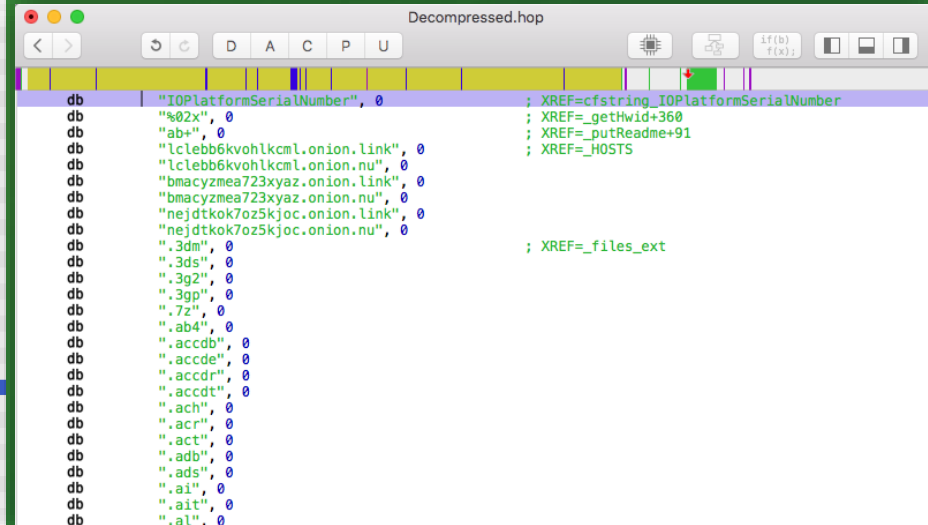 Decompressed.hop
D A C P U if(b) f(x);
db "IOPlatformSerialNumber", 0 ; XREF=cfstring_IOPlatformSerialNumber
db "%02x", 0 ; XREF=_getHwid+360
db "ab+", 0 ; XREF=_putReadme+91
db "lclebb6kvohlkcml.onion.link", 0 ; XREF=_HOSTS
db "lclebb6kvohlkcml.onion.nu", 0
db "bmacyzmea723xyaz.onion.link", 0
db "bmacyzmea723xyaz.onion.nu", 0
db "nejdtkok7oz5kjoc.onion.link", 0
db "nejdtkok7oz5kjoc.onion.nu", 0
db ".3dm", 0 ; XREF=_files_ext
db ".3ds", 0
db ".3g2", 0
db ".3gp", 0
db ".7z", 0
db ".ab4", 0
db ".accdb", 0
db ".accde", 0
db ".accdr", 0
db ".accdt", 0
db ".ach", 0
db ".acr", 0
db ".act", 0
db ".adb", 0
db ".ads", 0
db ".ai", 0
db ".ait", 0
db ".al", 0